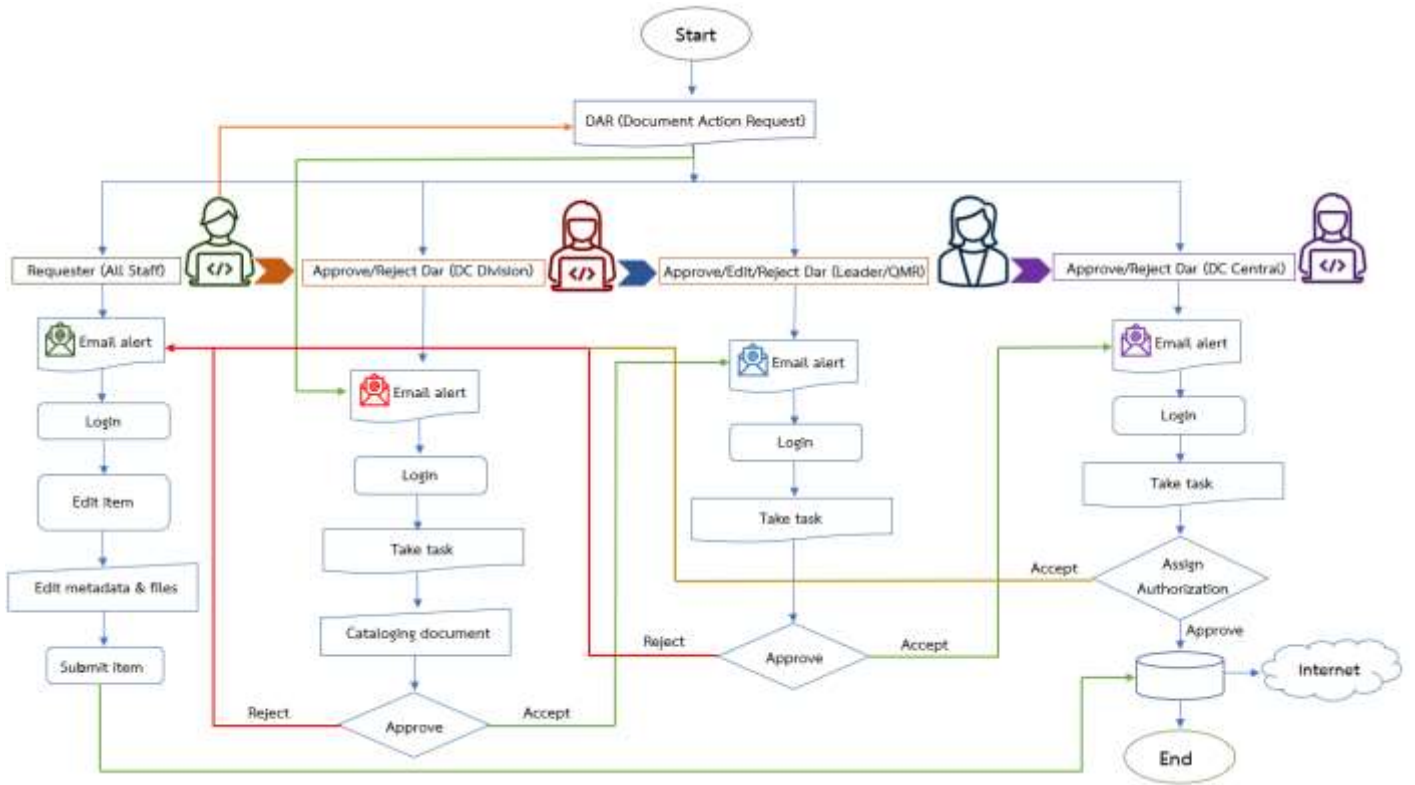 Start
DAR (Document Action Request)
Requester (All Staff)
</>
Approve/Reject Dar (DC Division)
</>
Approve/Edit/Reject Dar (Leader/QMR)
Approve/Reject Dar (DC Central)
</>
Email alert
Login
Edit Item
Edit metadata & files
Submit item
Email alert
Login
Take task
Cataloging document
Approve
Reject
Accept
Email alert
Login
Take task
Approve
Reject
Accept
Email alert
Login
Take task
Assign
Authorization
Accept
Approve
Internet
End